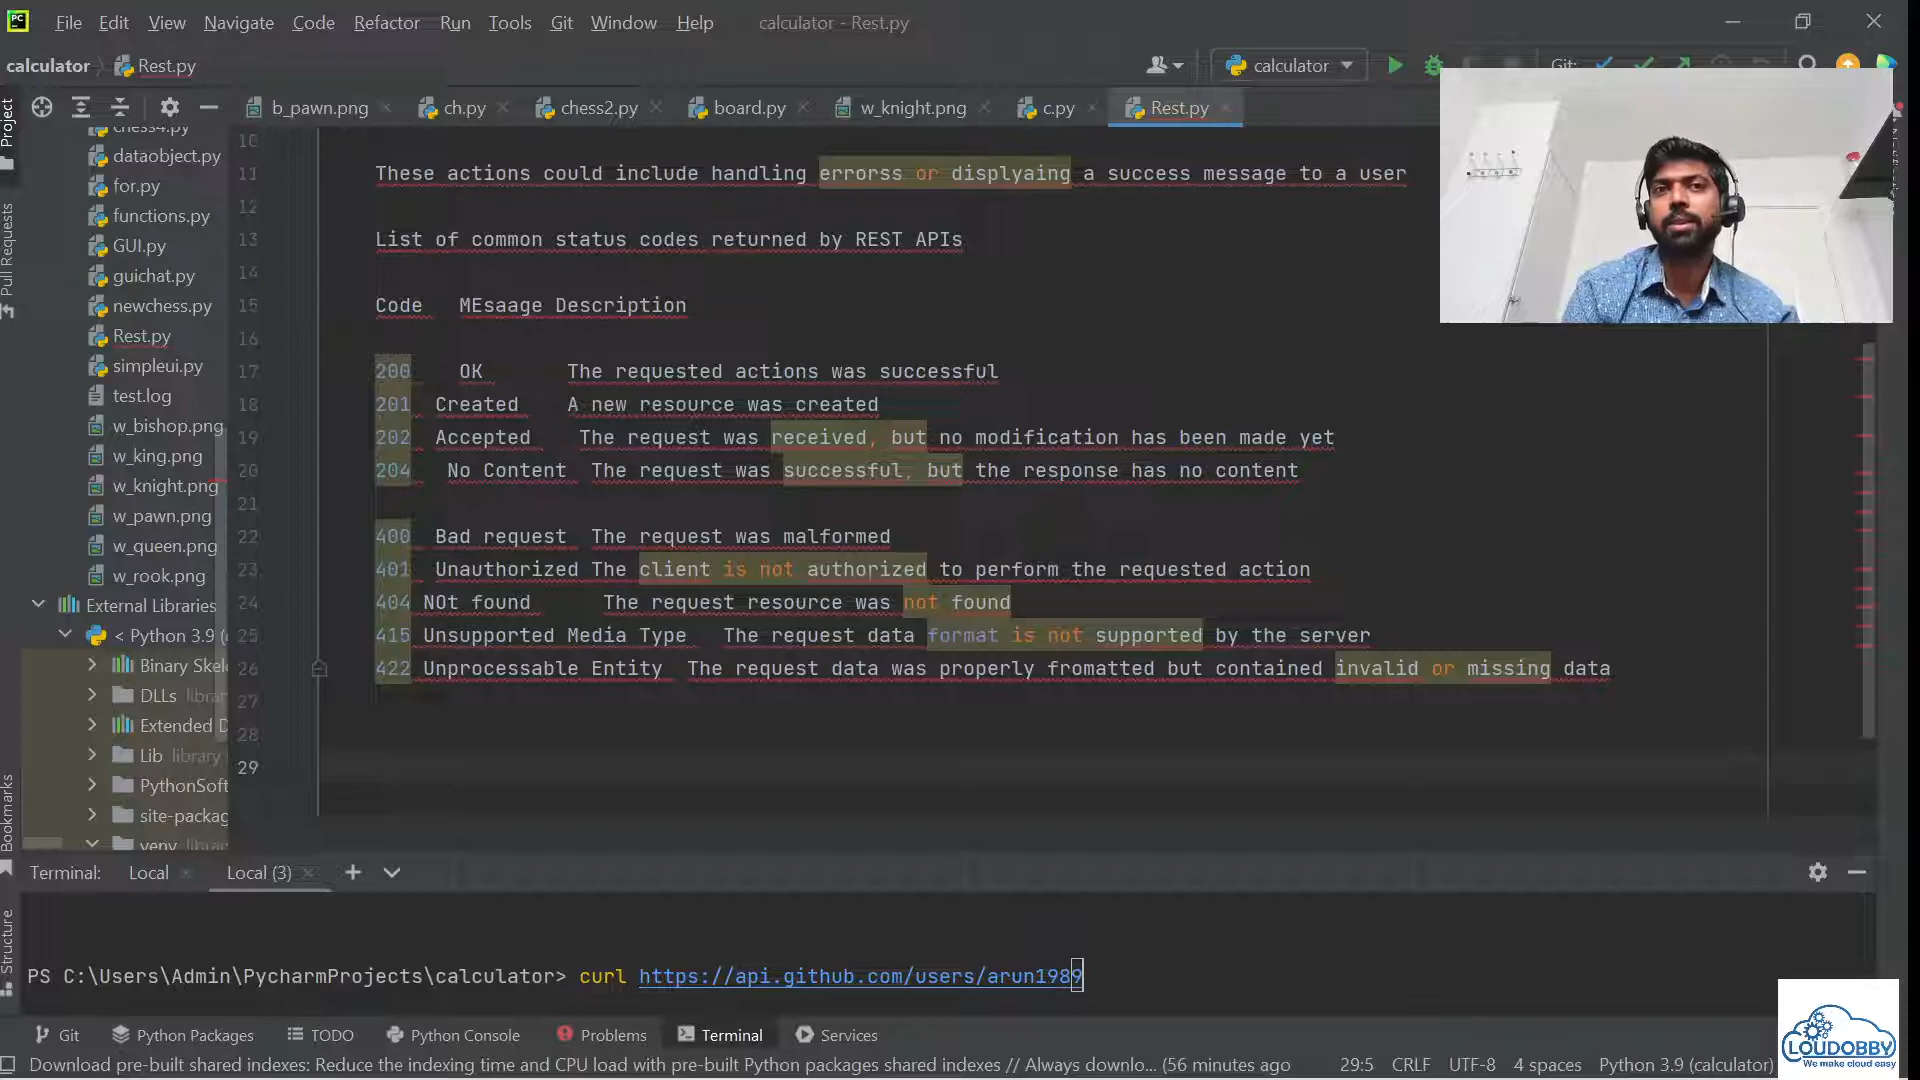 File Edit View Navigate Code Refactor Run Tools Git Window Help calculator - Rest.py
calculator Rest.py calculator Git:
Project b_pawn.png ch.py chess2.py board.py w_knight.png c.py Rest.py
chess4.py
dataobject.py
for.py
functions.py
GUI.py
guichat.py
newchess.py
Rest.py
simpleui.py
test.log
w_bishop.png
w_king.png
w_knight.png
w_pawn.png
w_queen.png
w_rook.png
External Libraries
< Python 3.9 (
Binary Skel
DLLs libra
Extended D
Lib library
PythonSoft
site-packag
venv
Pull Requests
Bookmarks
Structure
10
11 These actions could include handling errorss or displyaing a success message to a user
12
13 List of common status codes returned by REST APIs
14
15 Code MEsaage Description
16
17 200 OK The requested actions was successful
18 201 Created A new resource was created
19 202 Accepted The request was received, but no modification has been made yet
20 204 No Content The request was successful, but the response has no content
21
22 400 Bad request The request was malformed
23 401 Unauthorized The client is not authorized to perform the requested action
24 404 NOt found The request resource was not found
25 415 Unsupported Media Type The request data format is not supported by the server
26 422 Unprocessable Entity The request data was properly fromatted but contained invalid or missing data
27
28
29
Terminal: Local Local (3)
PS C:\Users\Admin\PycharmProjects\calculator> curl https://api.github.com/users/arun1989
Git Python Packages TODO Python Console Problems Terminal Services
Download pre-built shared indexes: Reduce the indexing time and CPU load with pre-built Python packages shared indexes // Always downlo... (56 minutes ago 29:5 CRLF UTF-8 4 spaces Python 3.9 (calculator)
LOUDOBBY
We make cloud easy